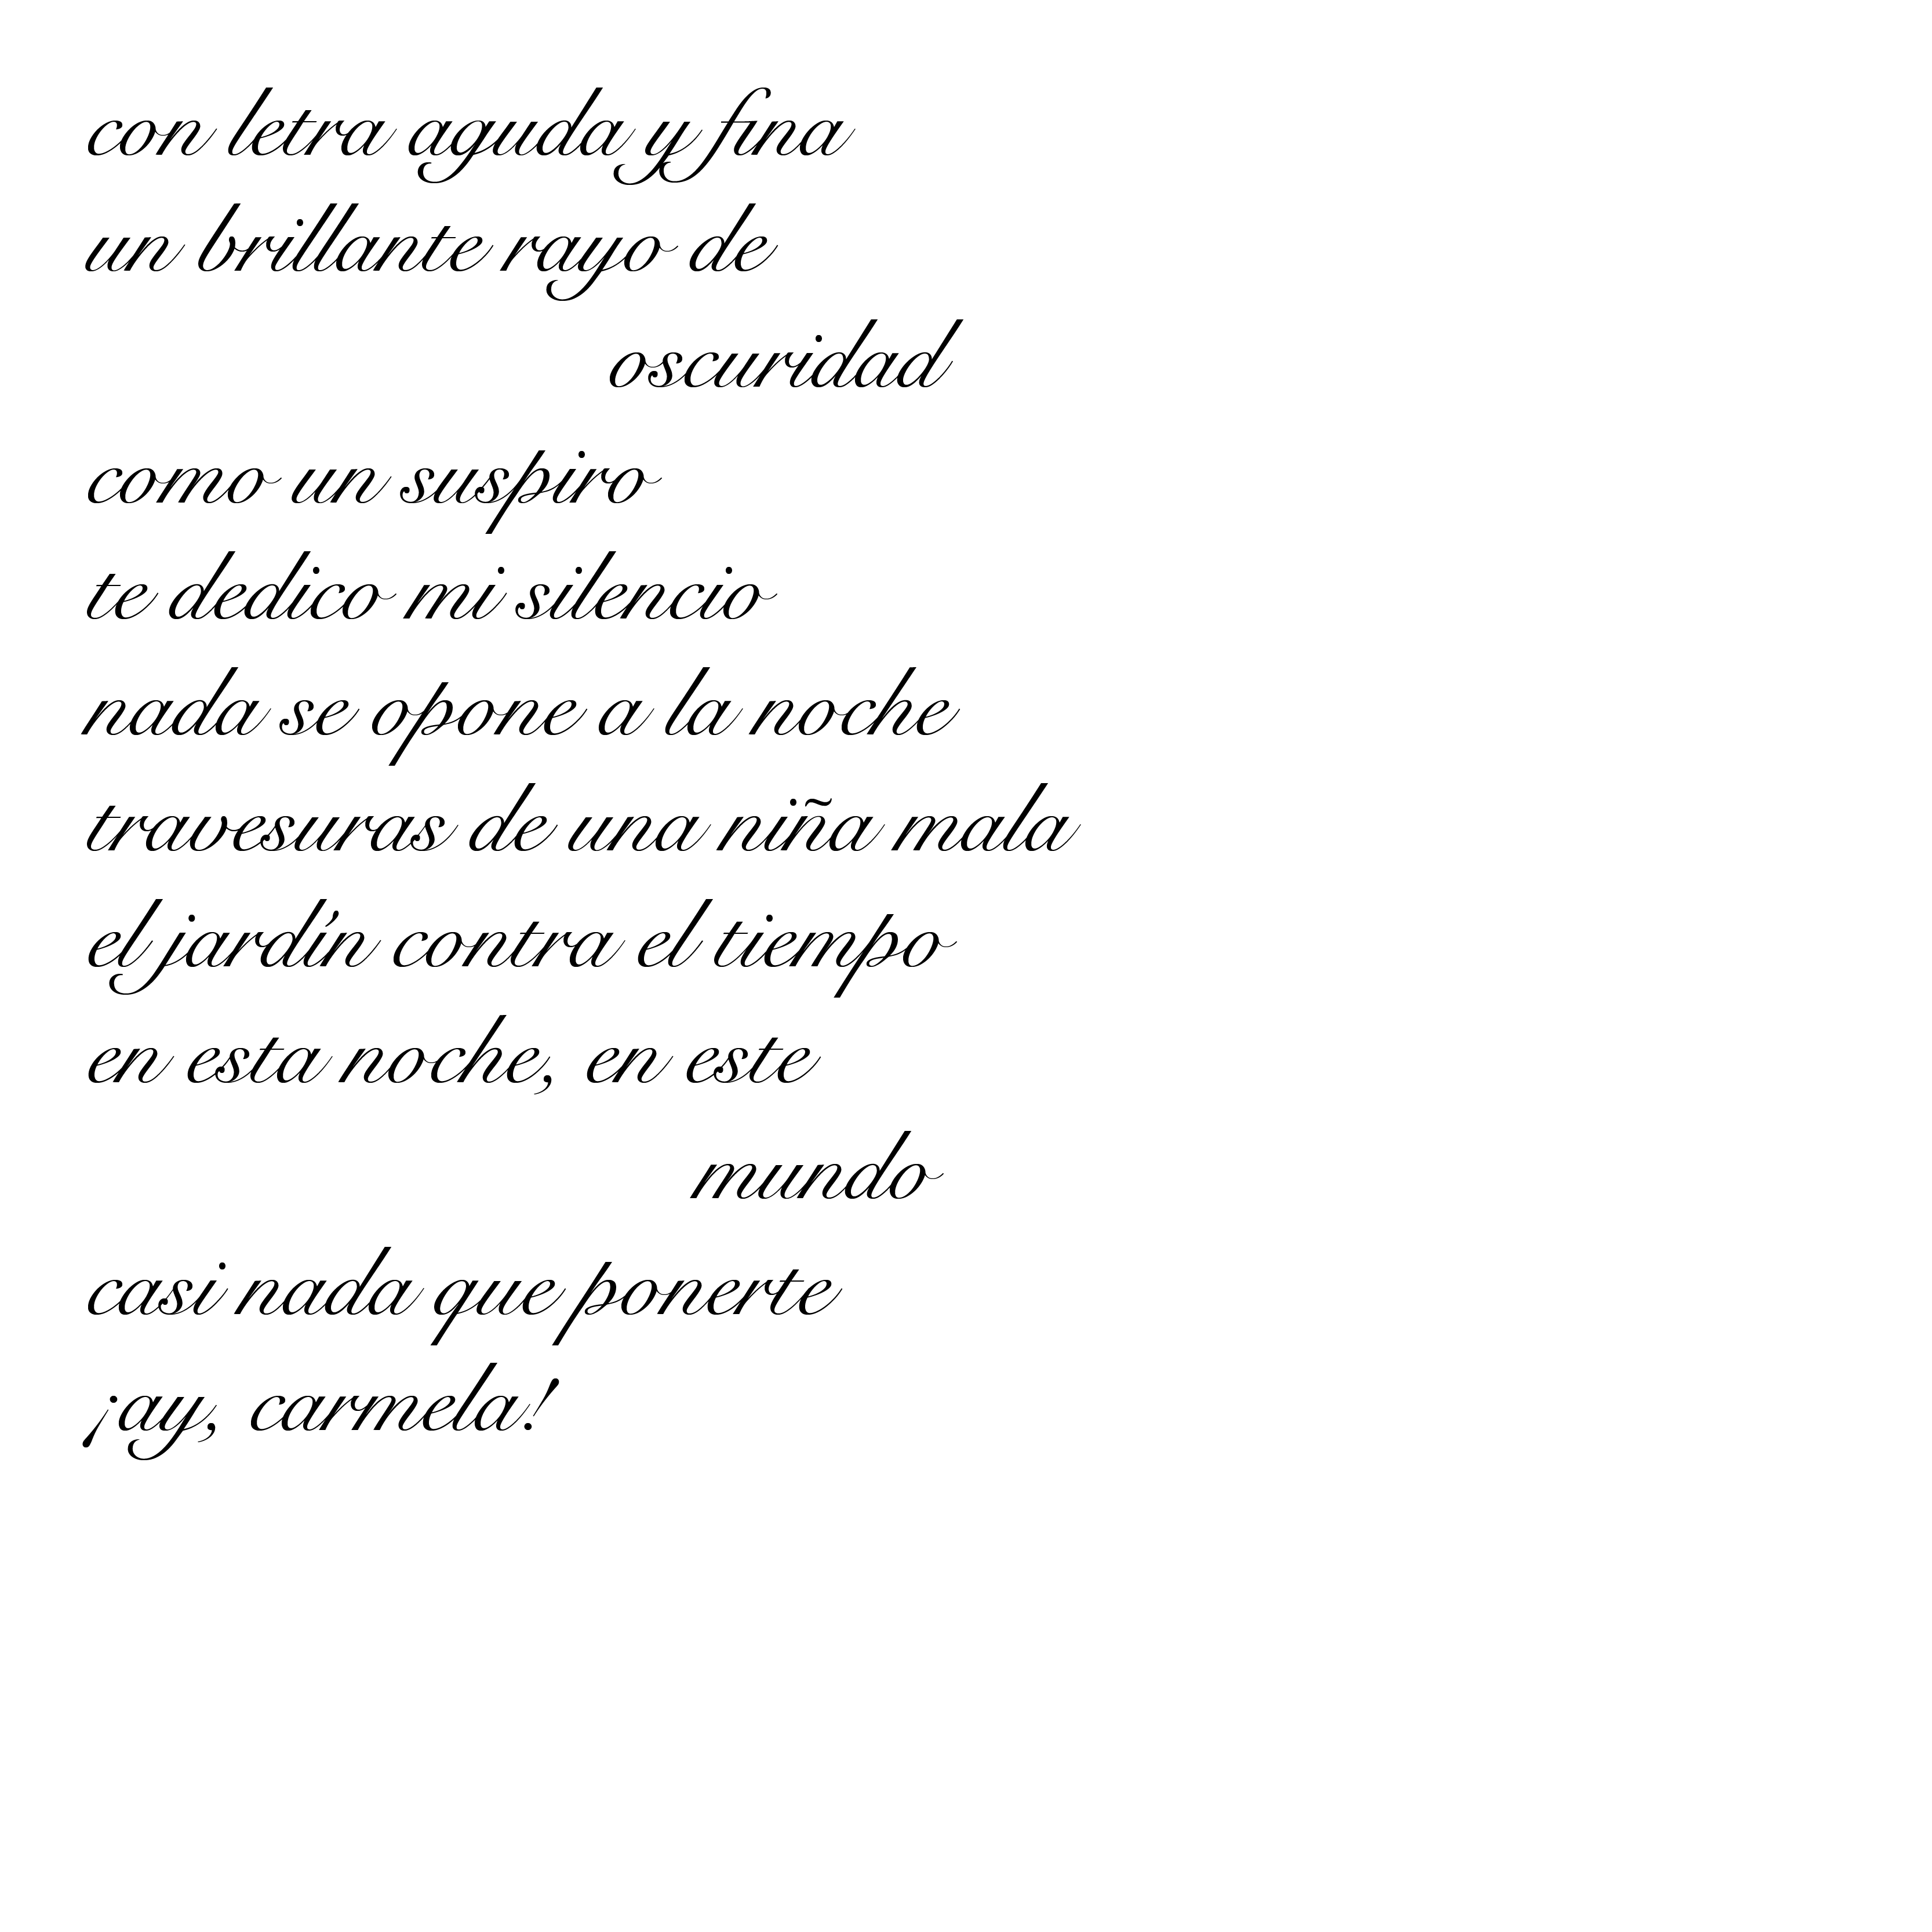 con letra aguda y fina
un brillante rayo de
oscuridad
como un suspiro
te dedico mi silencio
nada se opone a la noche
travesuras de una niña mala
el jardín contra el tiempo
en esta noche, en este
mundo
casi nada que ponerte
¡ay, carmela!